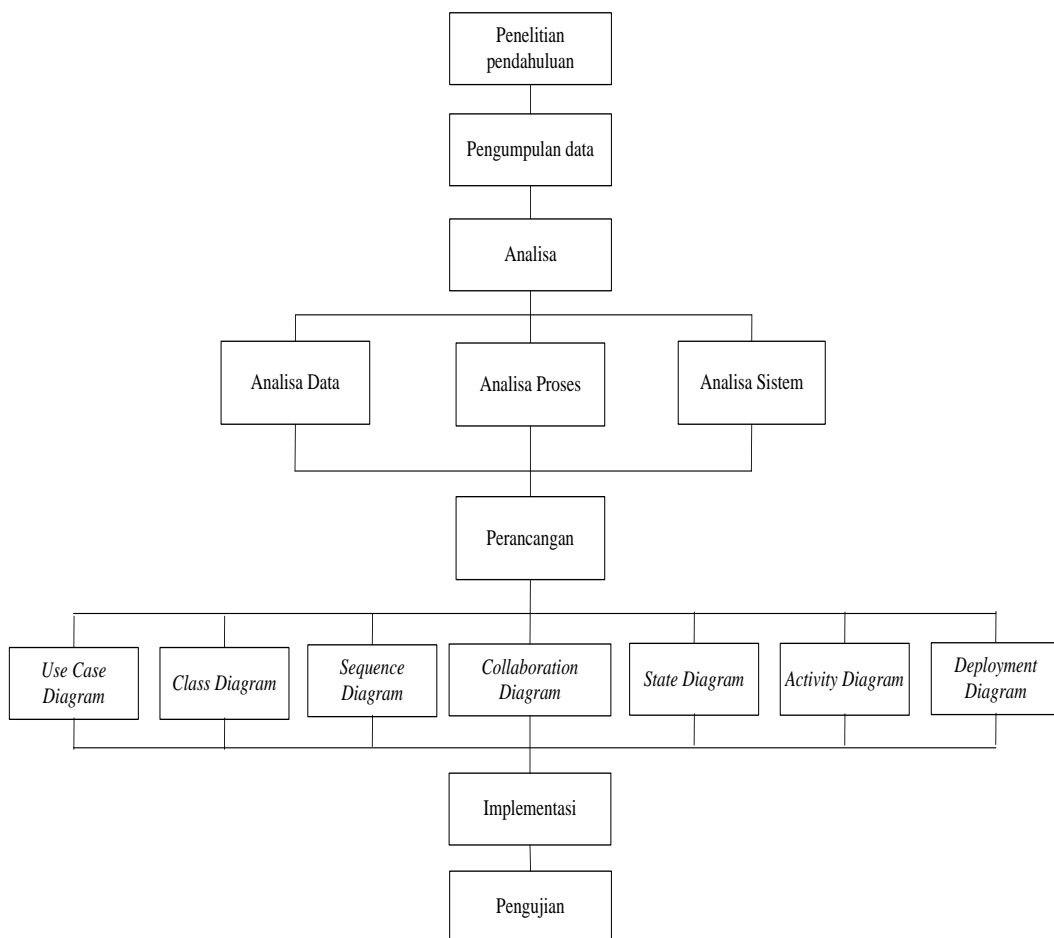 Penelitian
pendahuluan
Pengumpulan data
Analisa
Analisa Data
Analisa Proses
Analisa Sistem
Perancangan
Use Case
Diagram
Class Diagram
Sequence
Diagram
Collaboration
Diagram
State Diagram
Activity Diagram
Deployment
Diagram
Implementasi
Pengujian